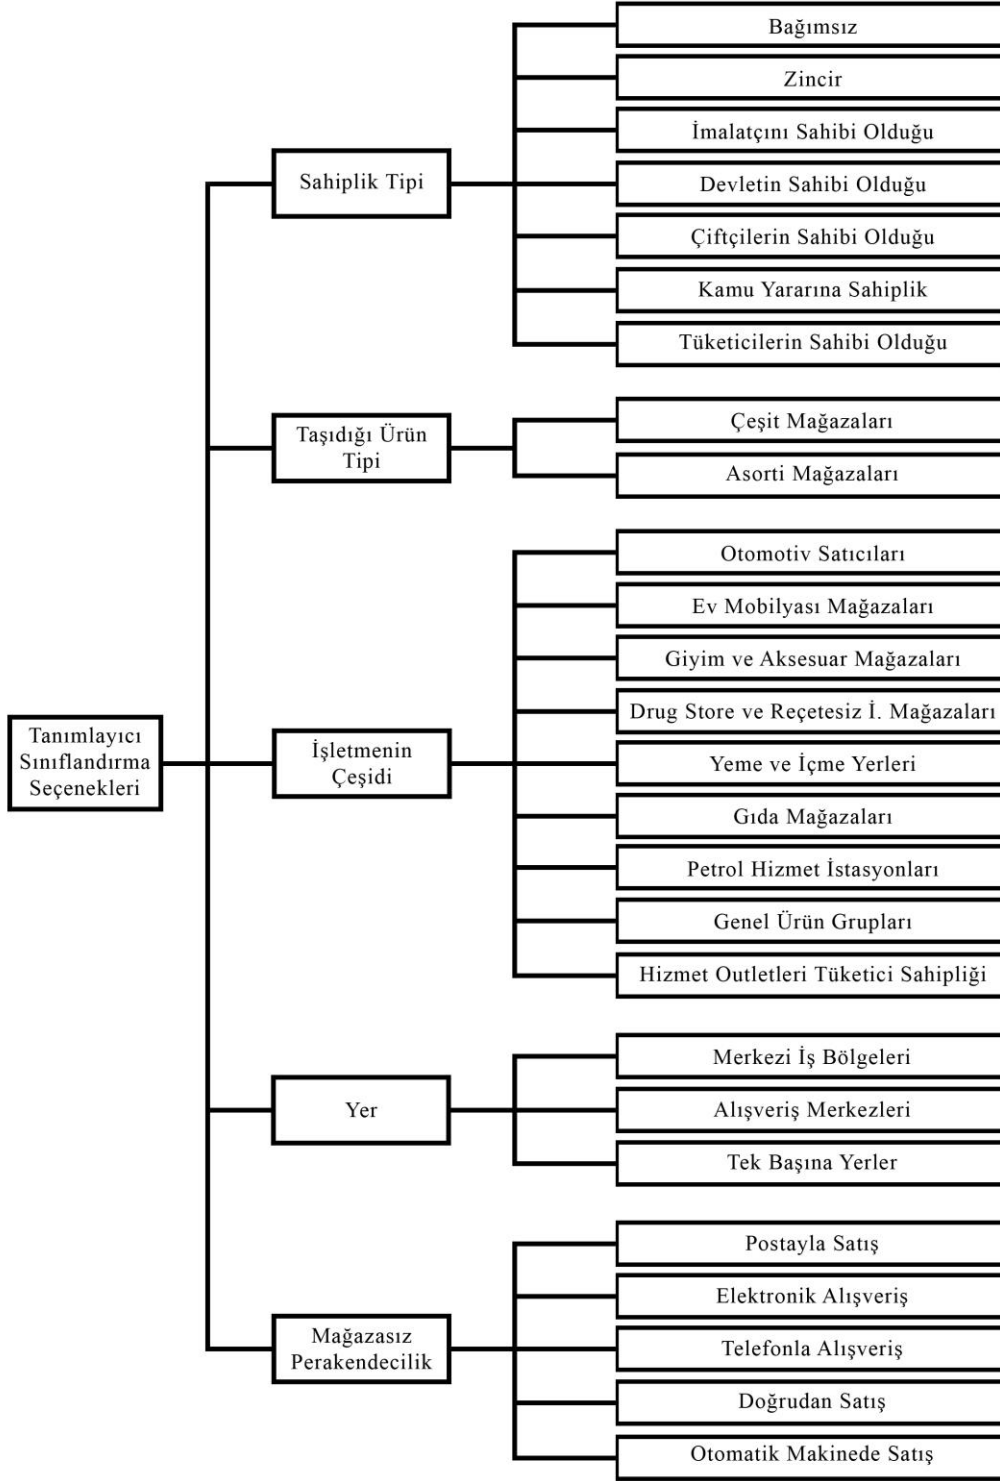 Tanımlayıcı
Sınıflandırma
Seçenekleri
Sahiplik Tipi
Bağımsız
Zincir
İmalatçını Sahibi Olduğu
Devletin Sahibi Olduğu
Çiftçilerin Sahibi Olduğu
Kamu Yararına Sahiplik
Tüketicilerin Sahibi Olduğu
Taşıdığı Ürün
Tipi
Çeşit Mağazaları
Asorti Mağazaları
İşletmenin
Çeşidi
Otomotiv Satıcıları
Ev Mobilyası Mağazaları
Giyim ve Aksesuar Mağazaları
Drug Store ve Reçetesiz İ. Mağazaları
Yeme ve İçme Yerleri
Gıda Mağazaları
Petrol Hizmet İstasyonları
Genel Ürün Grupları
Hizmet Outletleri Tüketici Sahipliği
Yer
Merkezi İş Bölgeleri
Alışveriş Merkezleri
Tek Başına Yerler
Mağazasız
Perakendecilik
Postayla Satış
Elektronik Alışveriş
Telefonla Alışveriş
Doğrudan Satış
Otomatik Makinede Satış